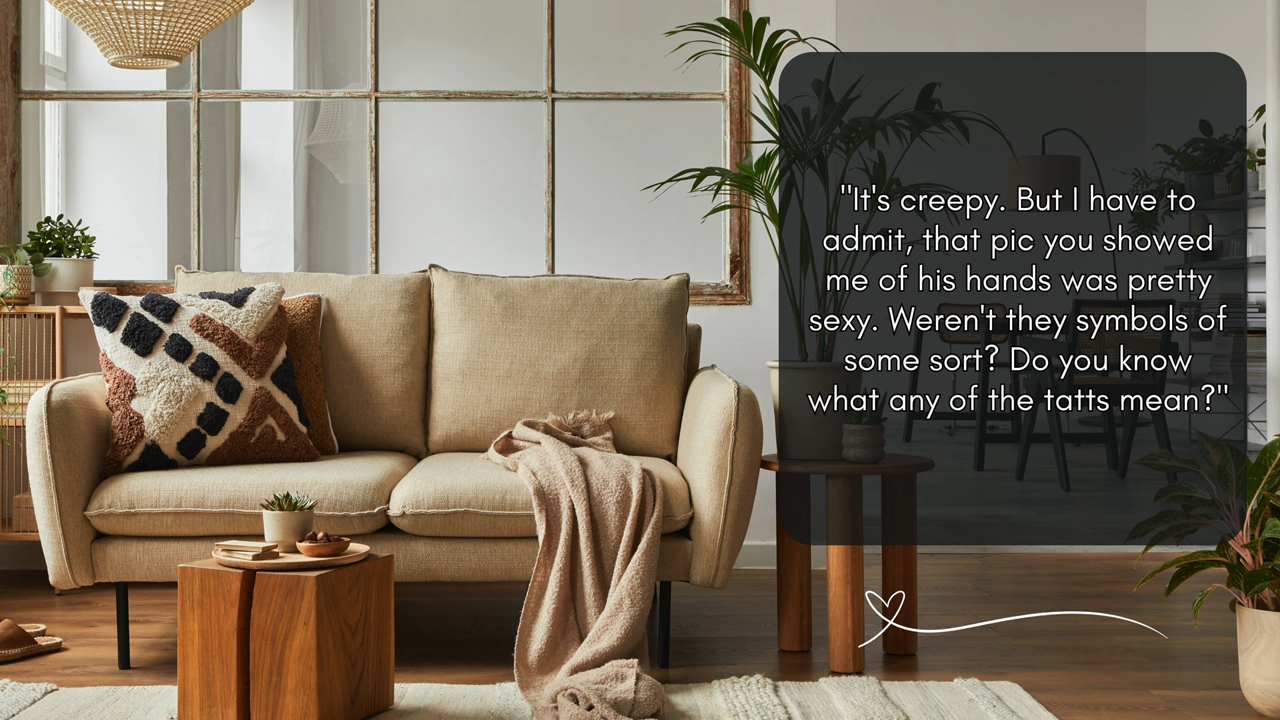 "It's creepy. But I have to
admit, that pic you showed
me of his hands was pretty
sexy. Weren't they symbols of
some sort? Do you know
what any of the tatts mean?"